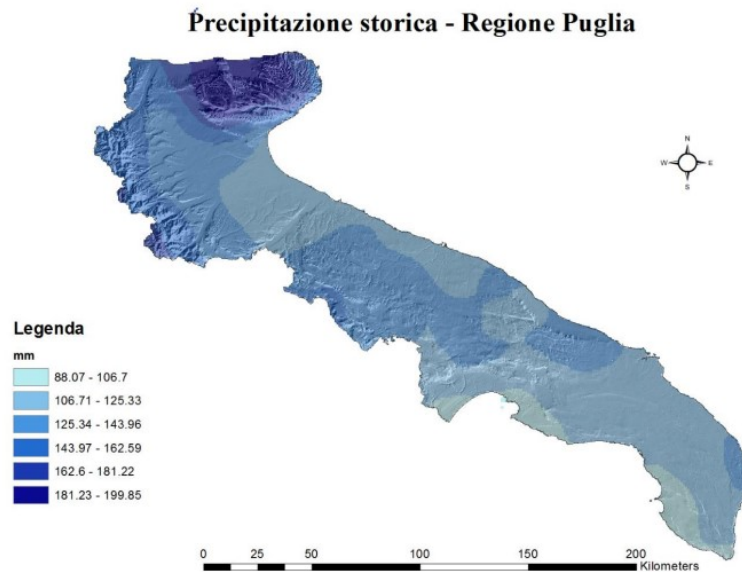 Precipitazione storica - Regione Puglia
N
W E
S
Legenda
mm
88.07 - 106.7
106.71 - 125.33
125.34 - 143.96
143.97 - 162.59
162.6 - 181.22
181.23 - 199.85
0 25 50 100 150 200
Kilometers